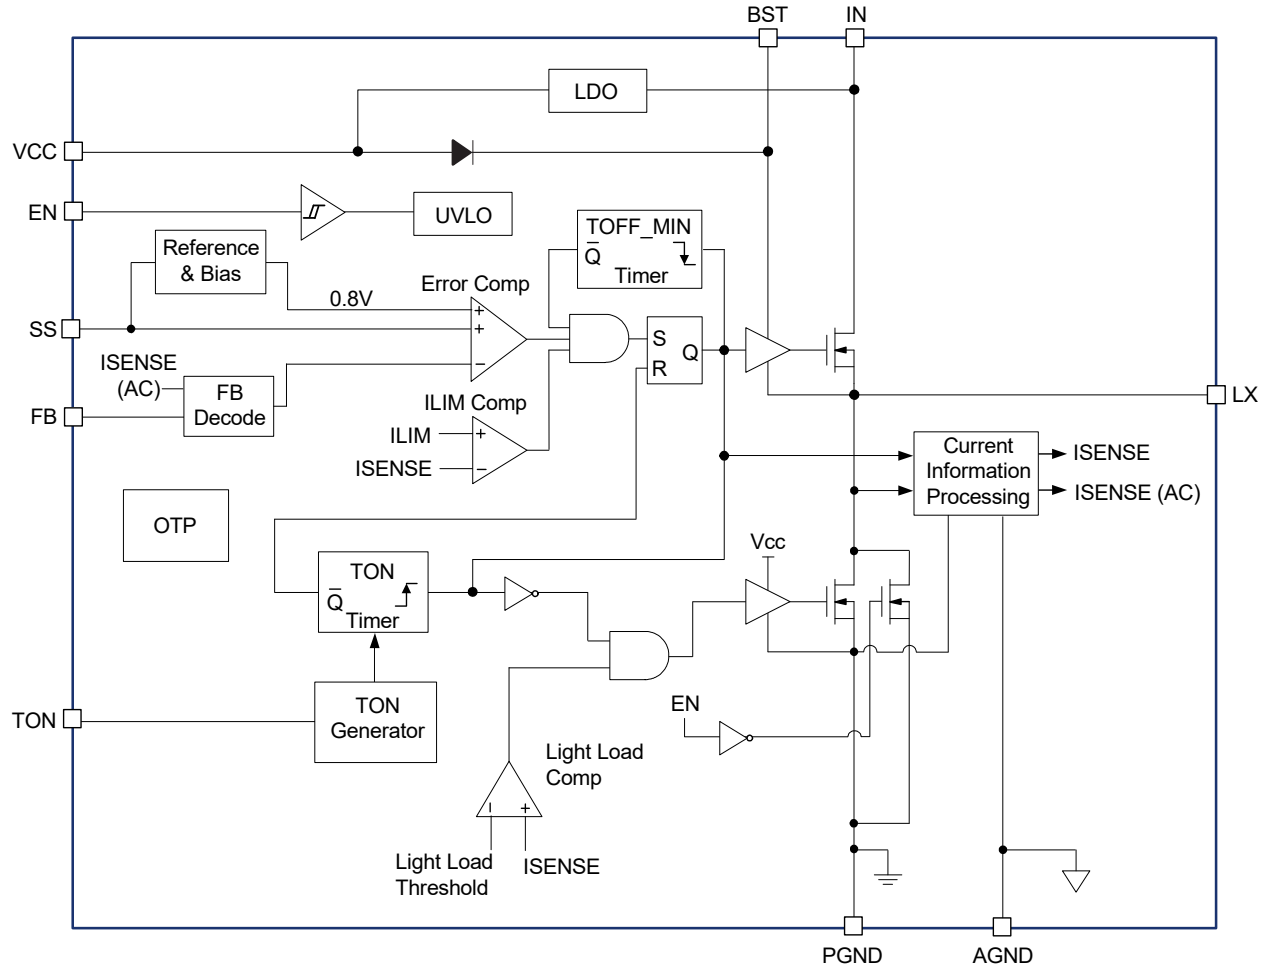 BST
IN
LDO
VCC
EN
UVLO
TOFF_MIN
Q
Timer
Reference
& Bias
Error Comp
0.8V
+
+
−
SS
S
Q
R
ISENSE
(AC)
FB
Decode
FB
LX
ILIM Comp
ILIM
+
ISENSE
−
Current
Information
Processing
ISENSE
ISENSE (AC)
OTP
Vcc
TON
Q
Timer
TON
TON
Generator
EN
Light Load
Comp
−
+
Light Load
Threshold
ISENSE
PGND
AGND